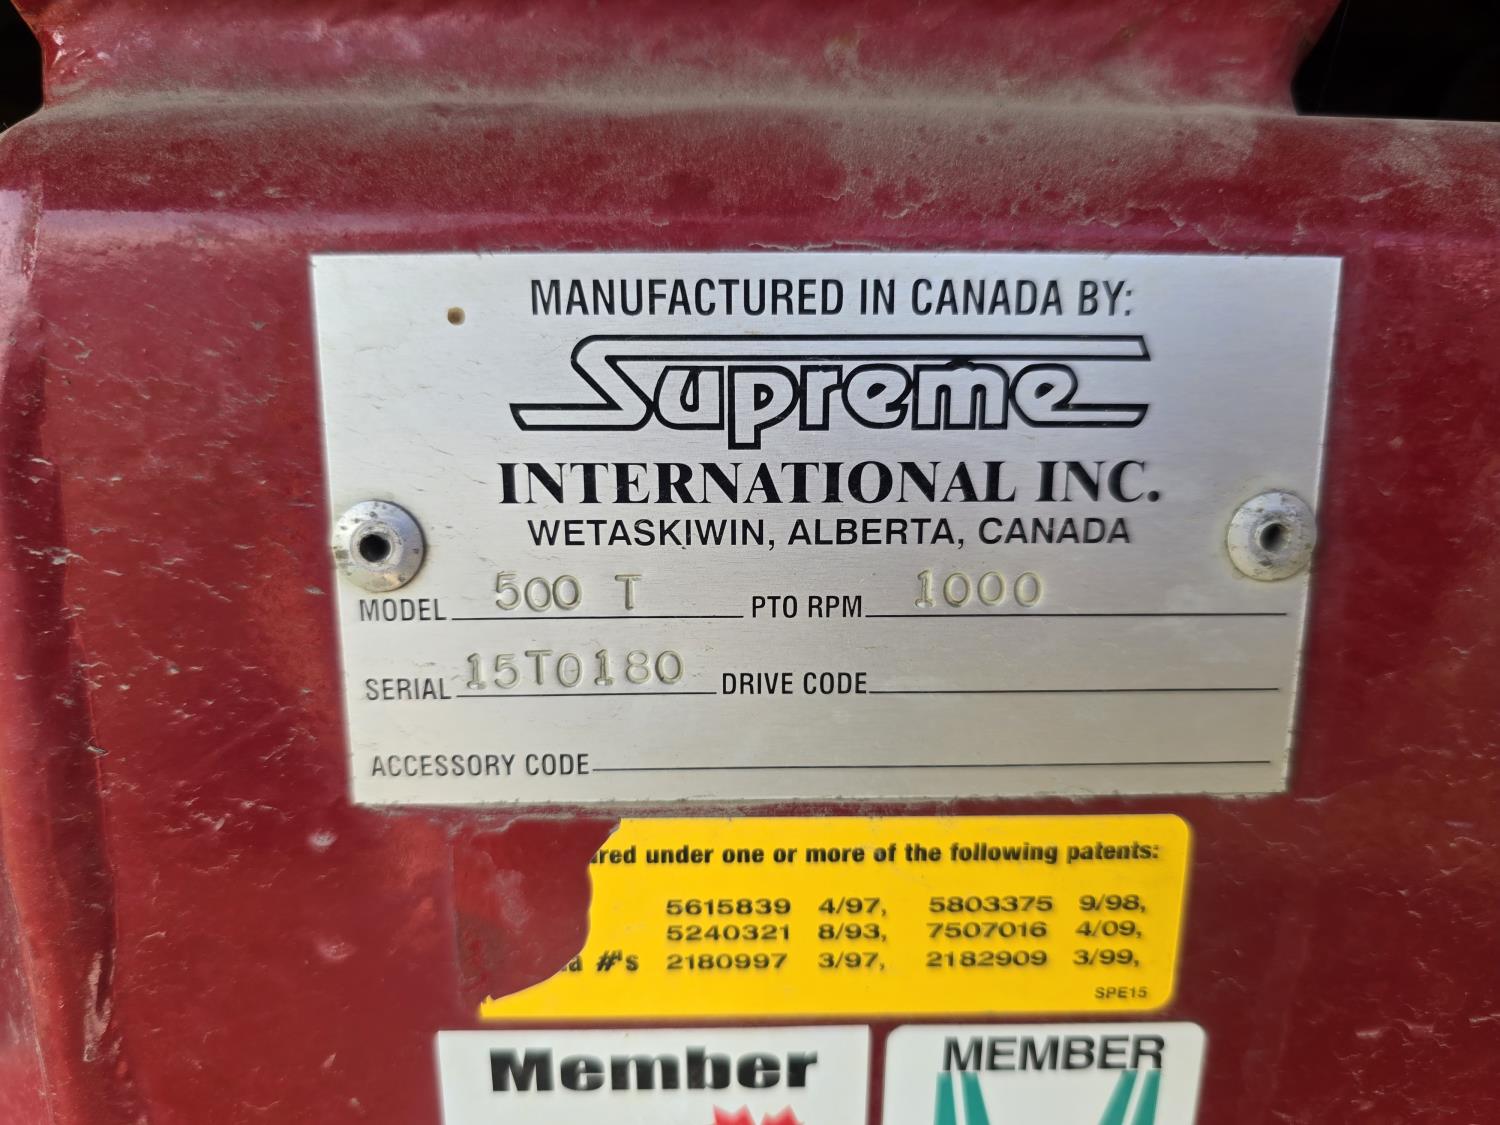 MANUFACTURED IN CANADA BY:
Supreme
INTERNATIONAL INC.
WETASKIWIN, ALBERTA, CANADA
MODEL 500 T PTO RPM 1000
SERIAL 15T0180 DRIVE CODE
ACCESSORY CODE
under one or more of the following patents:
5615839 4/97, 5803375 9/98,
5240321 8/93, 7507016 4/09,
#'s 2180997 3/97, 2182909 3/99,
SPE15
Member MEMBER